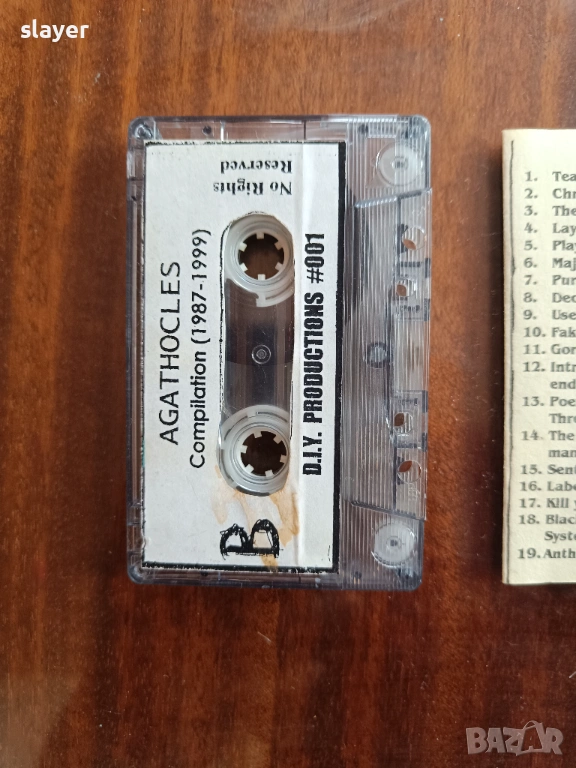 slayer
AGATHOCLES
Compilation (1987-1999)
No Rights
Reserved
D.I.Y. PRODUCTIONS #001
B
1. Tea
2. Chr
3. The
4. Lay
5. Play
6. Maj
7. Pur
8. Dec
9. Use
10. Fak
11. Gor
12. Intr
end
13. Poe
Thro
14. The
man
15. Sent
16. Labe
17. Kill y
18. Blac
Syste
19. Anth
BAZAR